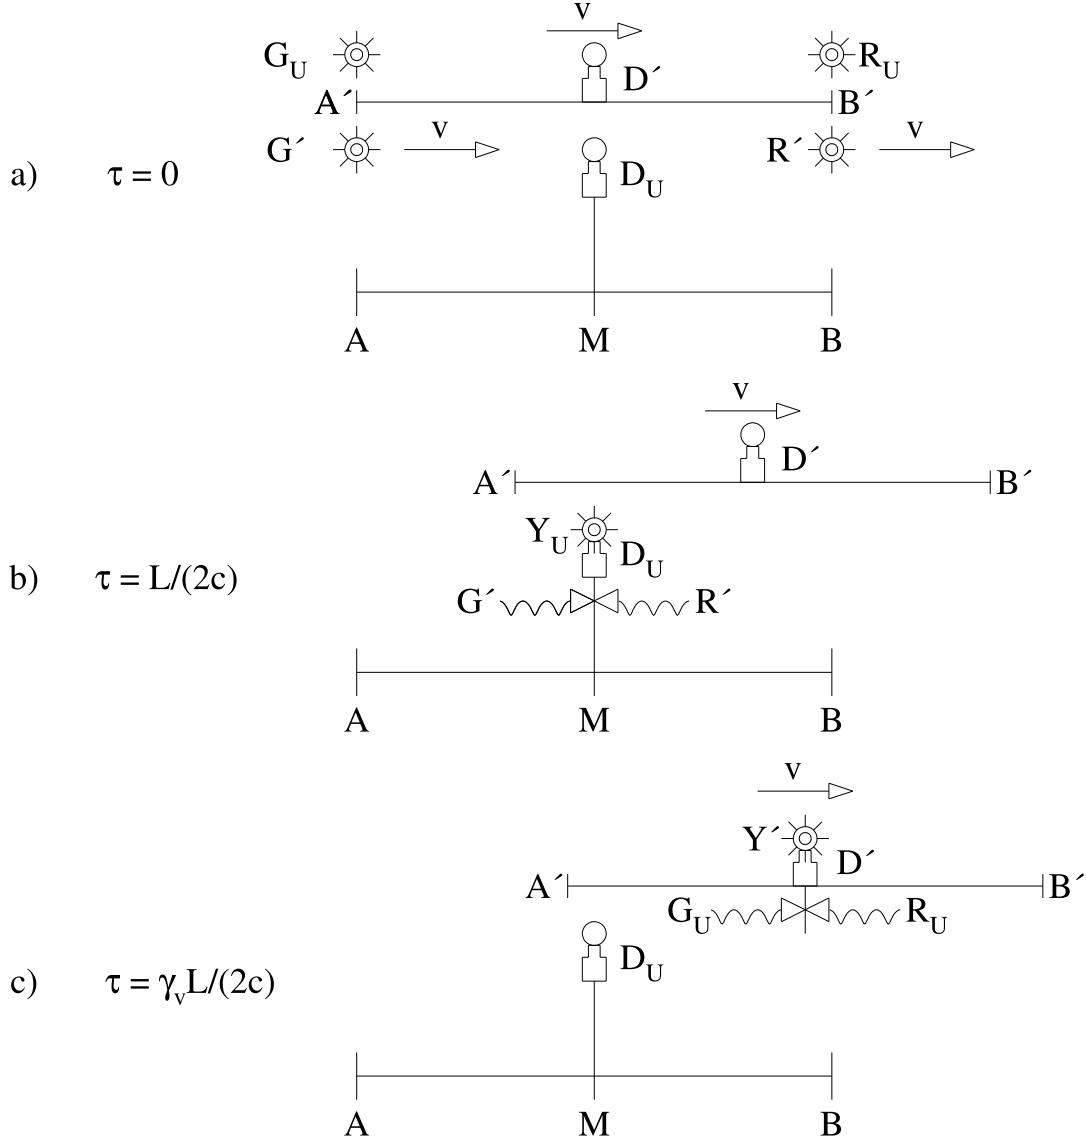 v
G_U R_U
D´
A´ B´
G´ v R´ v
a) τ = 0 D_U
A M B
v
D´
A´ B´
Y_U D_U
b) τ = L/(2c)
G´ R´
A M B
v
Y´ D´
A´ B´
G_U R_U
D_U
c) τ = γ_v L/(2c)
A M B